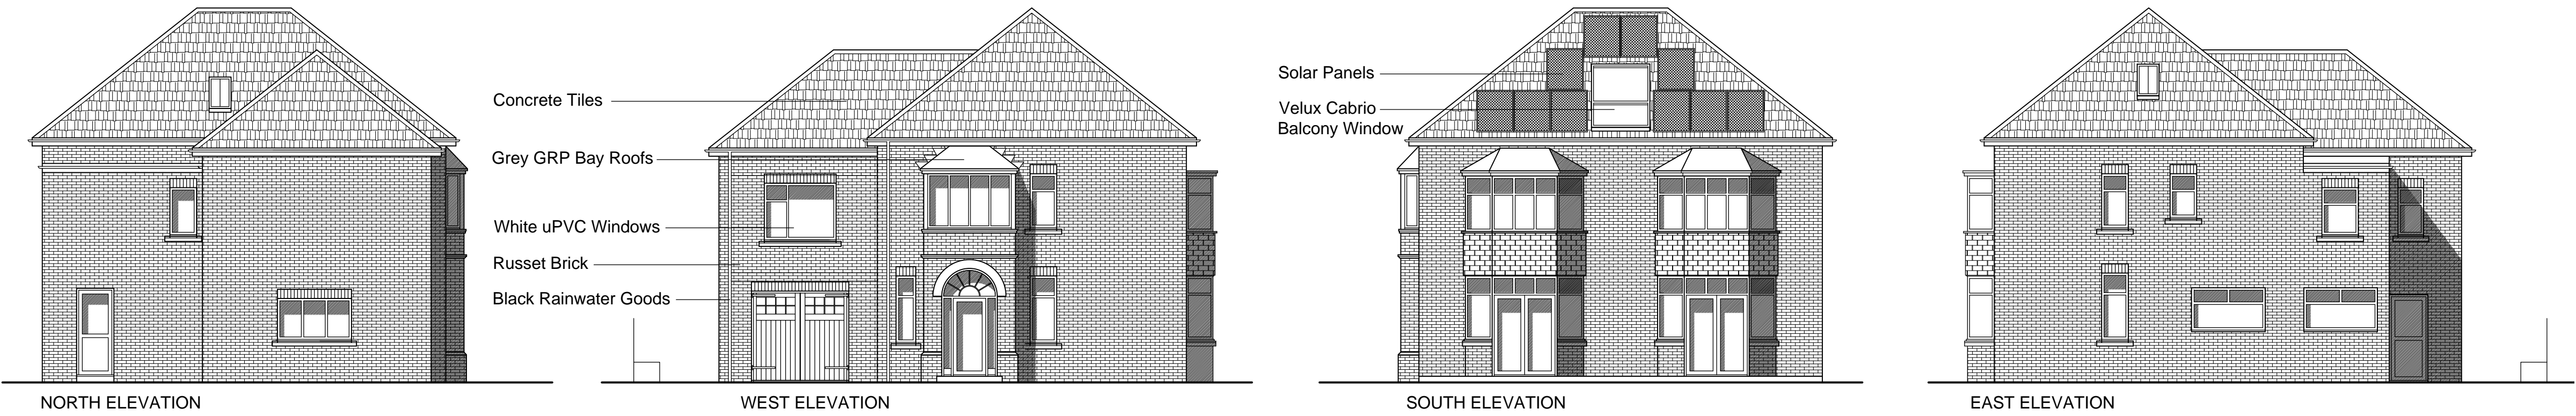 Concrete Tiles
Grey GRP Bay Roofs
White uPVC Windows
Russet Brick
Black Rainwater Goods
Solar Panels
Velux Cabrio
Balcony Window
NORTH ELEVATION
WEST ELEVATION
SOUTH ELEVATION
EAST ELEVATION